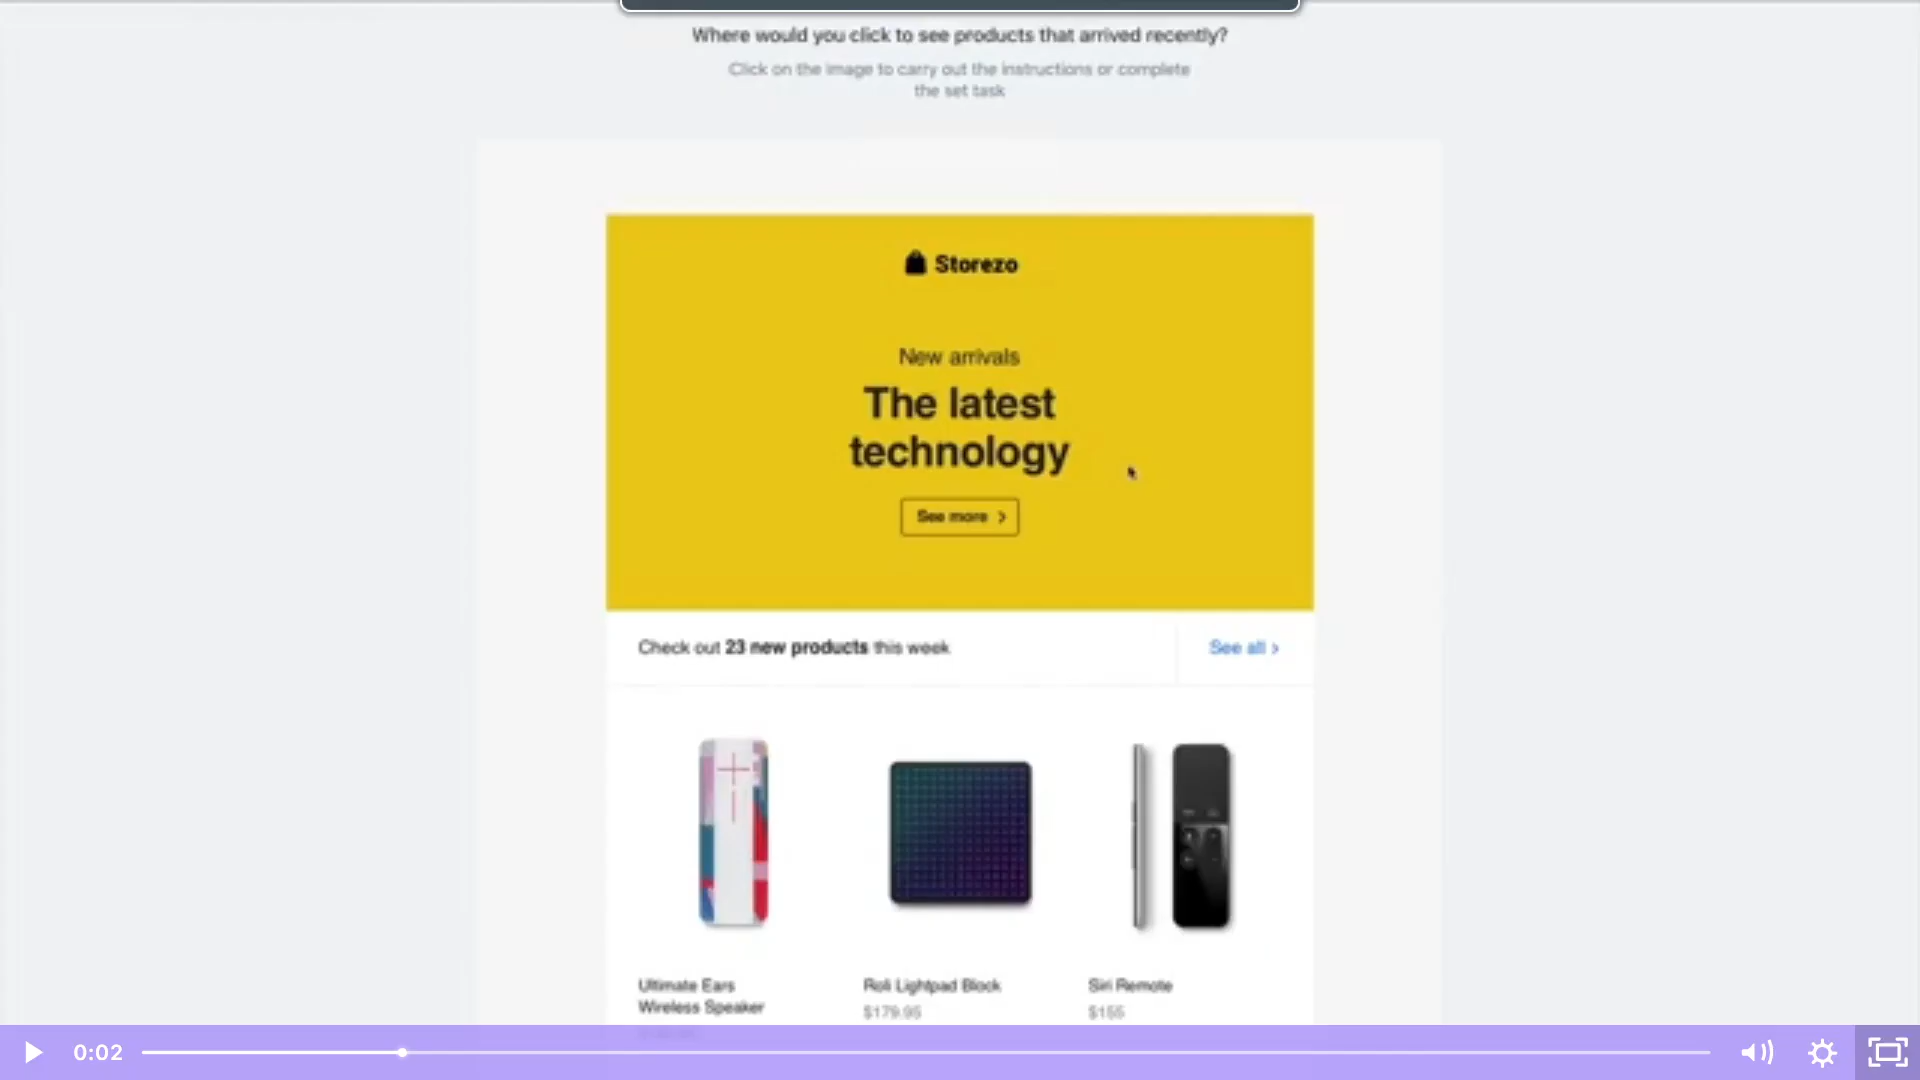 Where would you click to see products that arrived recently?
Click on the image to carry out the instructions or complete
the set task
Storezo
New arrivals
The latest
technology
See more >
Check out 23 new products this week
See all >
Ultimate Ears
Wireless Speaker
Roli Lightpad Block
$179.95
Siri Remote
$155
0:02